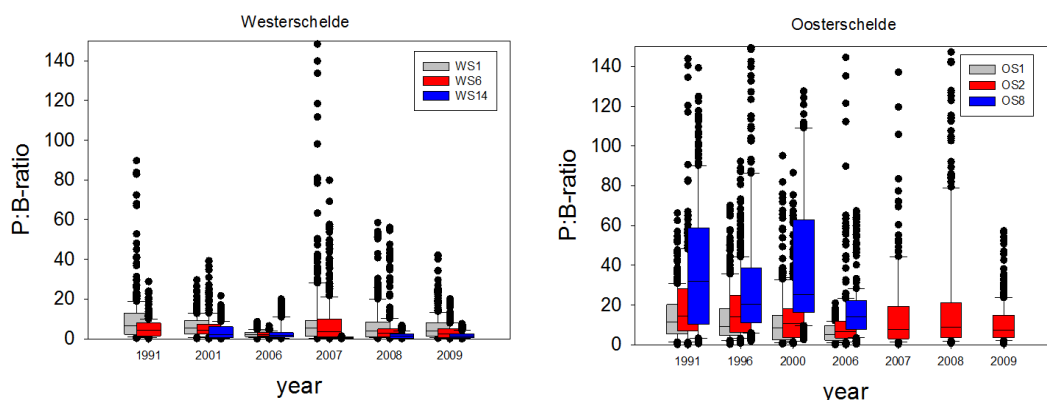 Westerschelde
P:B-ratio
140
120
100
80
60
40
20
0
WS1
WS6
WS14
1991 2001 2006 2007 2008 2009
year
Oosterschelde
P:B-ratio
140
120
100
80
60
40
20
0
OS1
OS2
OS8
1991 1996 2000 2006 2007 2008 2009
year